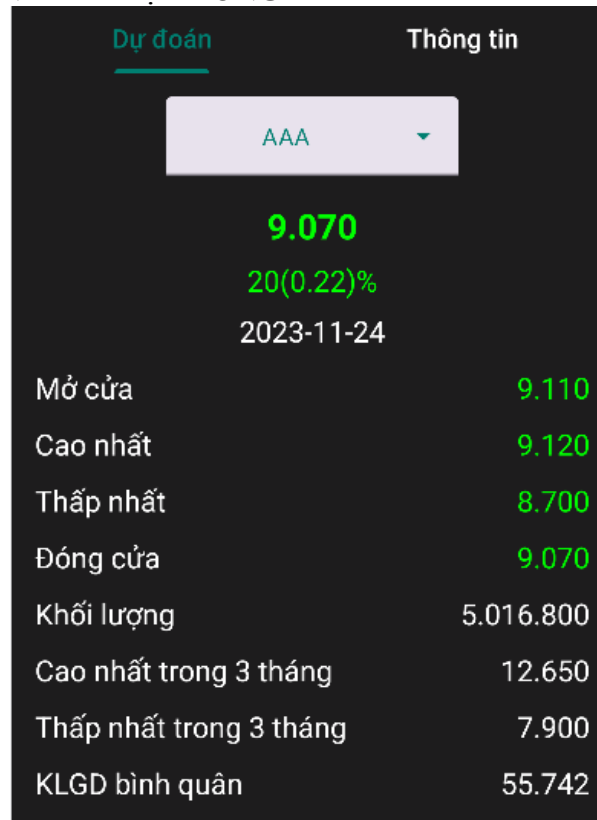 Dự đoán Thông tin
AAA
9.070
20(0.22)%
2023-11-24
Mở cửa 9.110
Cao nhất 9.120
Thấp nhất 8.700
Đóng cửa 9.070
Khối lượng 5.016.800
Cao nhất trong 3 tháng 12.650
Thấp nhất trong 3 tháng 7.900
KLGD bình quân 55.742